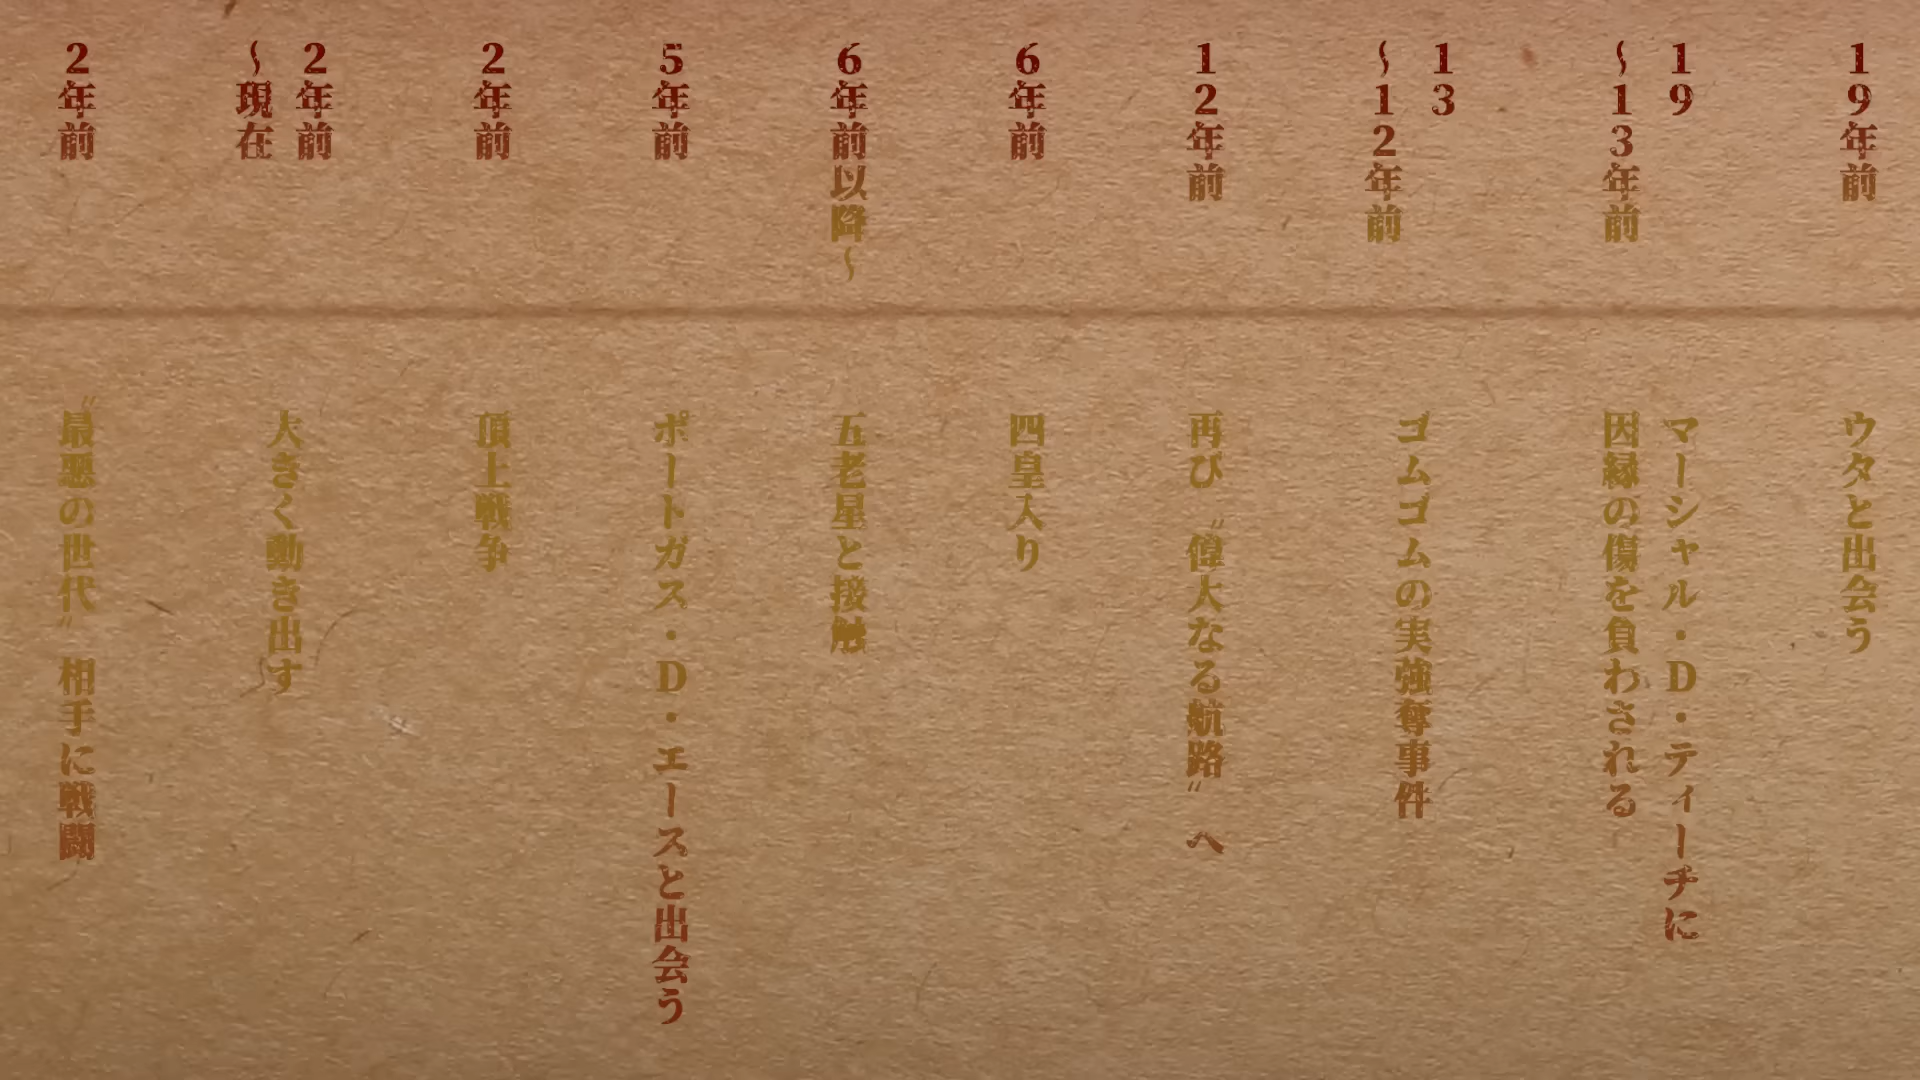 19年前
ウタと出会う
19
～13年前
マーシャル・D・ティーチに
因縁の傷を負わされる
13
～12年前
ゴムゴムの実強奪事件
12年前
再び〝偉大なる航路〟へ
6年前
四皇入り
6年前以降～
五老星と接触
5年前
ポートガス・D・エースと出会う
2年前
頂上戦争
2年前
～現在
大きく動き出す
2年前
〝最悪の世代〟相手に戦闘